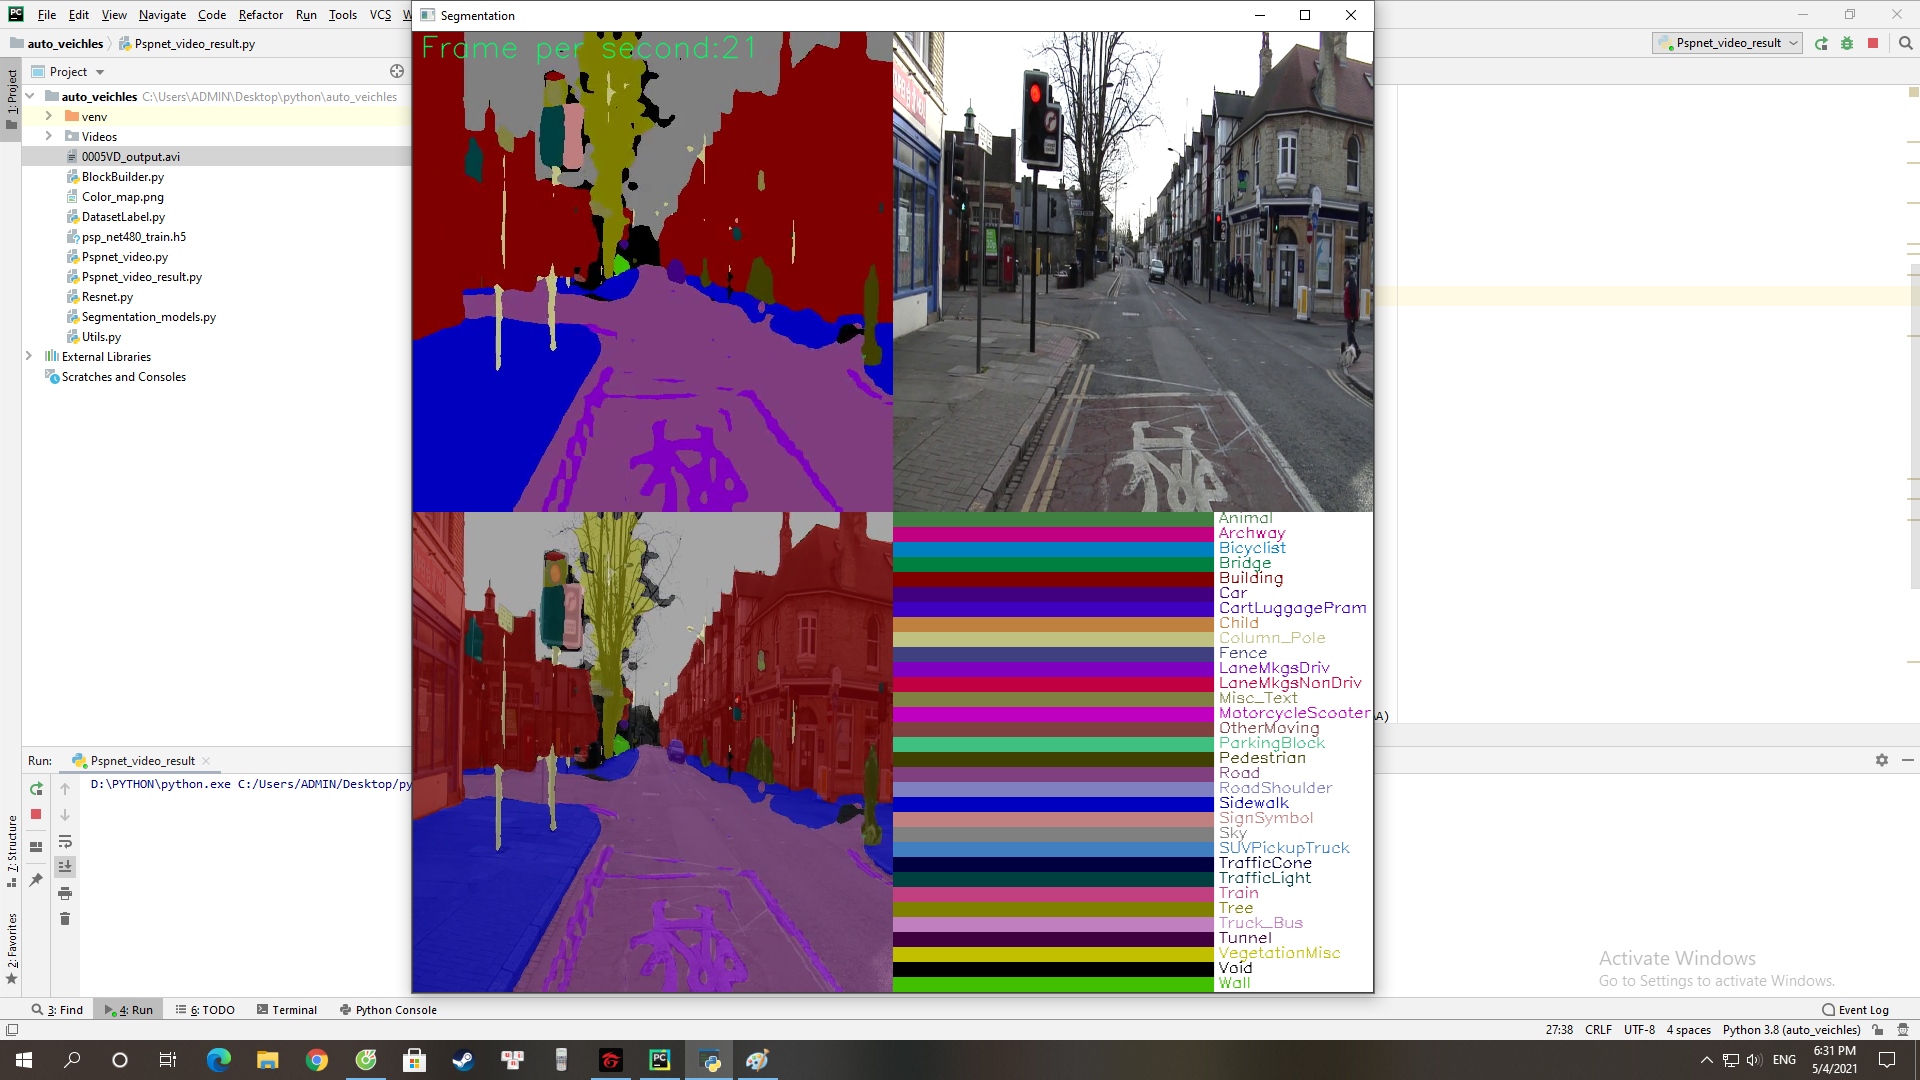 File Edit View Navigate Code Refactor Run Tools VCS W
Segmentation
auto_veichles Pspnet_video_result.py
Pspnet_video_result
Project
1: Project
auto_veichles C:\Users\ADMIN\Desktop\python\auto_veichles
venv
Videos
0005VD_output.avi
BlockBuilder.py
Color_map.png
DatasetLabel.py
psp_net480_train.h5
Pspnet_video.py
Pspnet_video_result.py
Resnet.py
Segmentation_models.py
Utils.py
External Libraries
Scratches and Consoles
Frame per second:21
Animal
Archway
Bicyclist
Bridge
Building
Car
CartLuggagePram
Child
Column_Pole
Fence
LaneMkgsDriv
LaneMkgsNonDriv
Misc_Text
MotorcycleScooter
A)
OtherMoving
ParkingBlock
Pedestrian
Road
RoadShoulder
Sidewalk
SignSymbol
Sky
SUVPickupTruck
TrafficCone
TrafficLight
Train
Tree
Truck_Bus
Tunnel
VegetationMisc
Void
Wall
Run: Pspnet_video_result
D:\PYTHON\python.exe C:/Users/ADMIN/Desktop/py
7: Structure
2: Favorites
Activate Windows
Go to Settings to activate Windows.
3: Find 4: Run 6: TODO Terminal Python Console
Event Log
27:38 CRLF UTF-8 4 spaces Python 3.8 (auto_veichles)
ENG
6:31 PM
5/4/2021